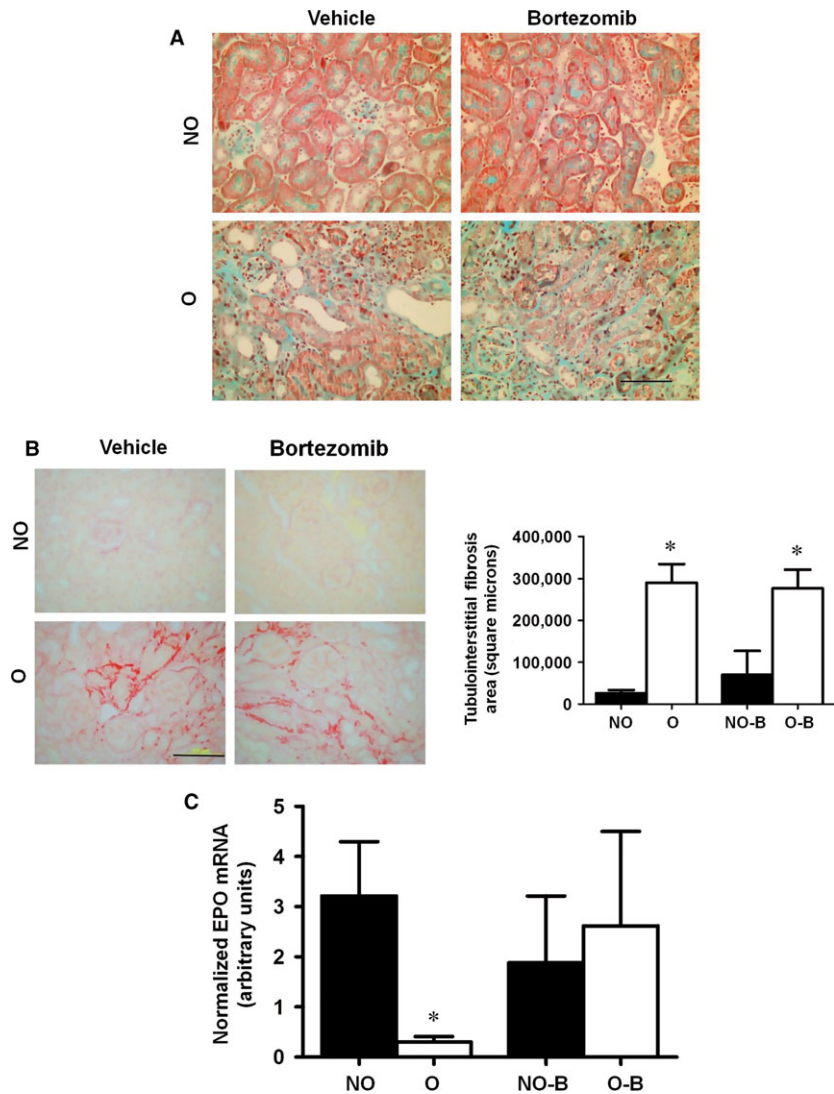 Vehicle Bortezomib
A
NO
O
B
Vehicle Bortezomib
NO
O
Tubulointerstitial fibrosis
area (square microns)
400,000
300,000
200,000
100,000
0
NO O NO-B O-B
*
*
C
Normalized EPO mRNA
(arbitrary units)
5
4
3
2
1
0
*
NO O NO-B O-B